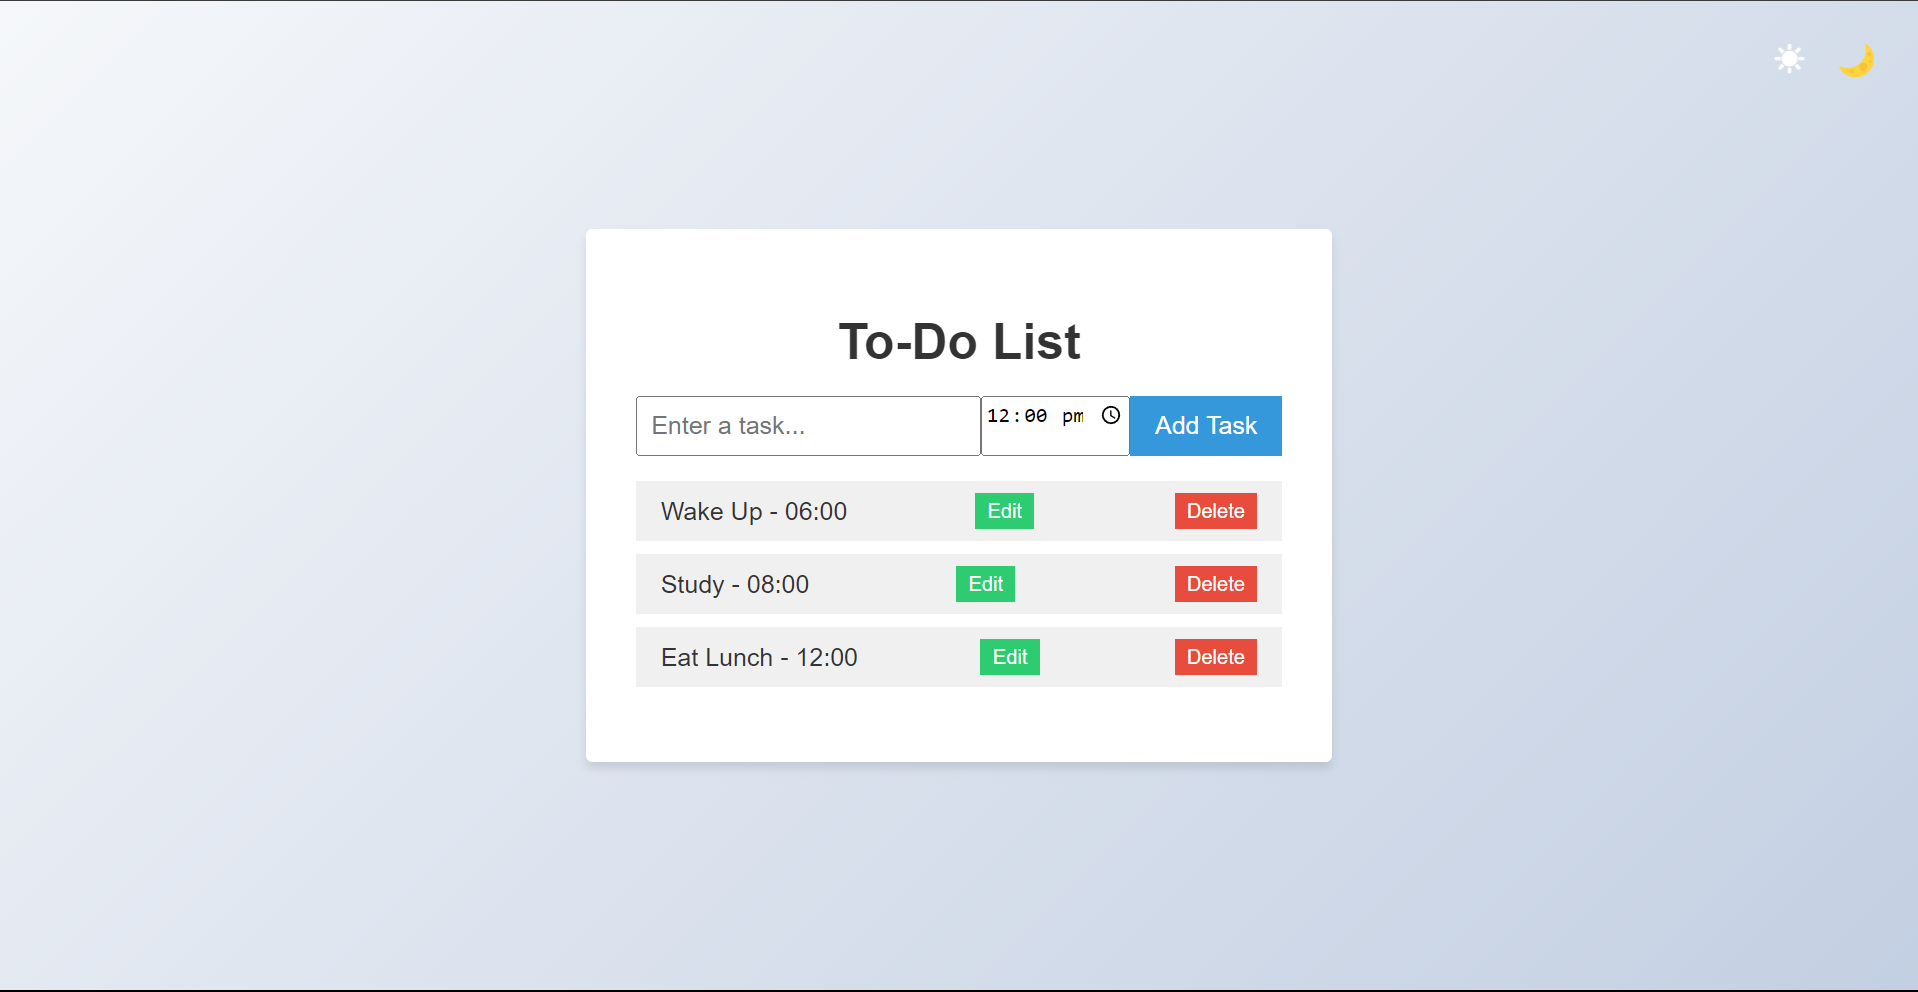 To-Do List
Enter a task... 12:00 pm Add Task
Wake Up - 06:00 Edit Delete
Study - 08:00 Edit Delete
Eat Lunch - 12:00 Edit Delete